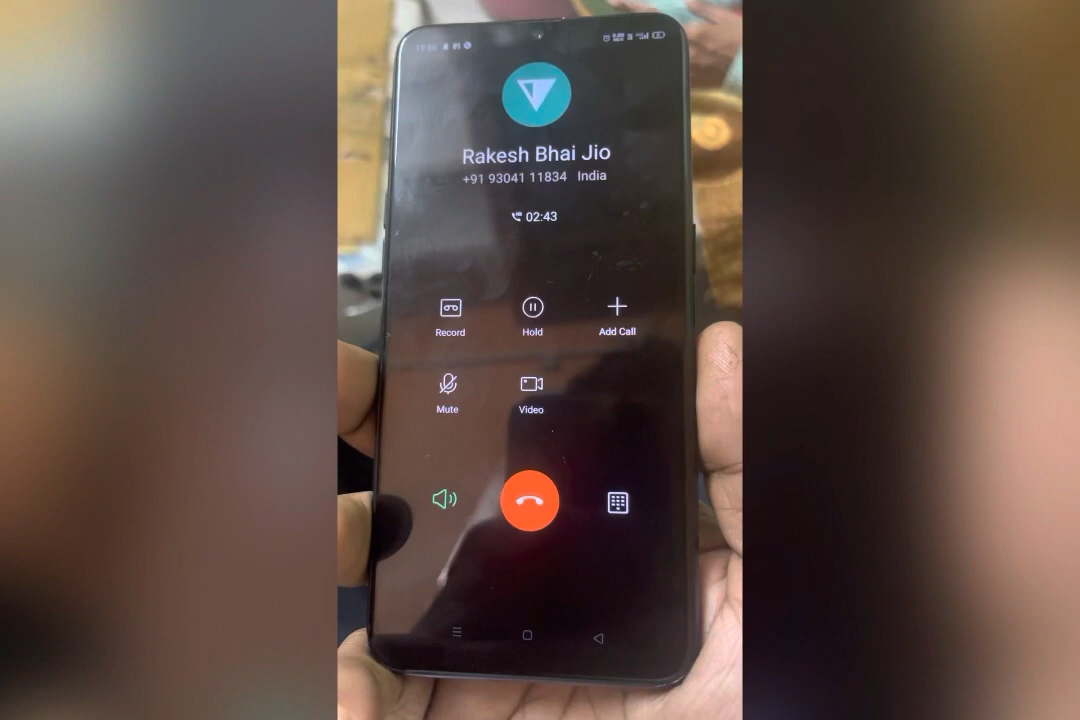 Rakesh Bhai Jio
+91 93041 11834 India
02:43
Record Hold Add Call
Mute Video